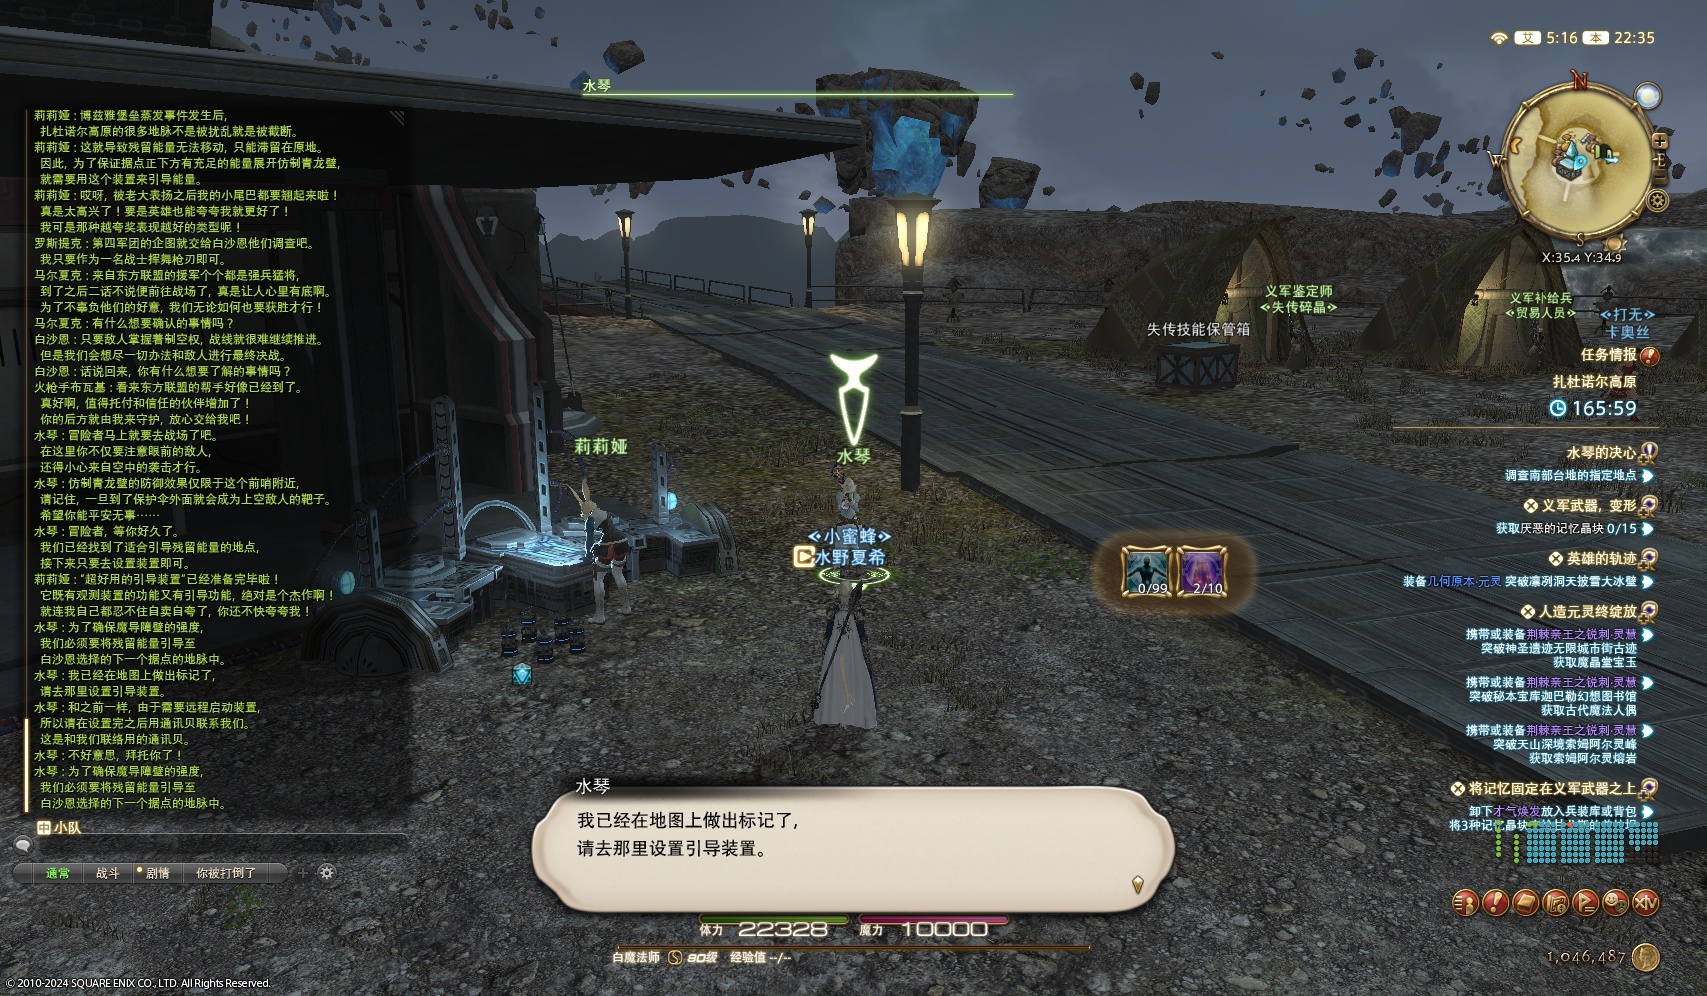 艾 5:16 本 22:35
水琴
莉莉娅：博兹雅堡垒蒸发事件发生后，
扎杜诺尔高原的很多地脉不是被扰乱就是被截断。
莉莉娅：这就导致残留能量无法移动，只能滞留在原地。
因此，为了保证据点正下方有充足的能量展开仿制青龙壁，
就需要用这个装置来引导能量。
莉莉娅：哎呀，被老大表扬之后我的小尾巴都要翘起来啦！
真是太高兴了！要是英雄也能夸夸我就更好了！
我可是那种越夸奖表现越好的类型呢！
罗斯提克：第四军团的企图就交给白沙恩他们调查吧。
我只要作为一名战士挥舞枪刃即可。
马尔夏克：来自东方联盟的援军个个都是强兵猛将，
到了之后二话不说便前往战场了，真是让人心里有底啊。
为了不辜负他们的好意，我们无论如何也要获胜才行！
马尔夏克：有什么想要确认的事情吗？
白沙恩：只要敌人掌握着制空权，战线就很难继续推进。
但是我们会想尽一切办法和敌人进行最终决战。
白沙恩：话说回来，你有什么想要了解的事情吗？
火枪手布瓦基：看来东方联盟的帮手好像已经到了。
真好啊，值得托付和信任的伙伴增加了！
你的后方就由我来守护，放心交给我吧！
水琴：冒险者马上就要去战场了吧。
在这里你不仅要注意眼前的敌人，
还得小心来自空中的袭击才行。
水琴：仿制青龙壁的防御效果仅限于这个前哨附近，
请记住，一旦到了保护伞外面就会成为上空敌人的靶子。
希望你能平安无事……
水琴：冒险者，等你好久了。
我们已经找到了适合引导残留能量的地点，
接下来只要去设置装置即可。
莉莉娅：“超好用的引导装置”已经准备完毕啦！
它既有观测装置的功能又有引导功能，绝对是个杰作啊！
就连我自己都忍不住自卖自夸了，你还不快夸夸我！
水琴：为了确保魔导障壁的强度，
我们必须要将残留能量引导至
白沙恩选择的下一个据点的地脉中。
水琴：我已经在地图上做出标记了，
请去那里设置引导装置。
水琴：和之前一样，由于需要远程启动装置，
所以请在设置完之后用通讯贝联系我们。
这是和我们联络用的通讯贝。
水琴：不好意思，拜托你了！
水琴：为了确保魔导障壁的强度，
我们必须要将残留能量引导至
白沙恩选择的下一个据点的地脉中。
小队
通常 战斗 剧情 你被打倒了
莉莉娅
水琴
《小蜜蜂》
水野夏希
失传技能保管箱
义军鉴定师
<失传碎晶>
义军补给兵
<贸易人员>
《打无》
卡奥丝
N
W
E
S
X:35.4 Y:34.9
任务情报
扎杜诺尔高原
165:59
水琴的决心
调查南部台地的指定地点
义军武器，变形
获取厌恶的记忆晶块 0/15
英雄的轨迹
装备几何原本·元灵 突破凛冽洞天披雪大冰壁
人造元灵终绽放
携带或装备荆棘亲王之锐刺·灵慧
突破神圣遗迹无限城市街古迹
获取魔晶堂宝玉
携带或装备荆棘亲王之锐刺·灵慧
突破秘本宝库迦巴勒幻想图书馆
获取古代魔法人偶
携带或装备荆棘亲王之锐刺·灵慧
突破天山深境索姆阿尔灵峰
获取索姆阿尔灵熔岩
将记忆固定在义军武器之上
卸下才气焕发放入兵装库或背包
将3种记忆晶块
0/99 2/10
水琴
我已经在地图上做出标记了，
请去那里设置引导装置。
体力 22328 魔力 10000
白魔法师 90级 经验值 --/--
XIV
1,046,487
© 2010-2024 SQUARE ENIX CO., LTD. All Rights Reserved.